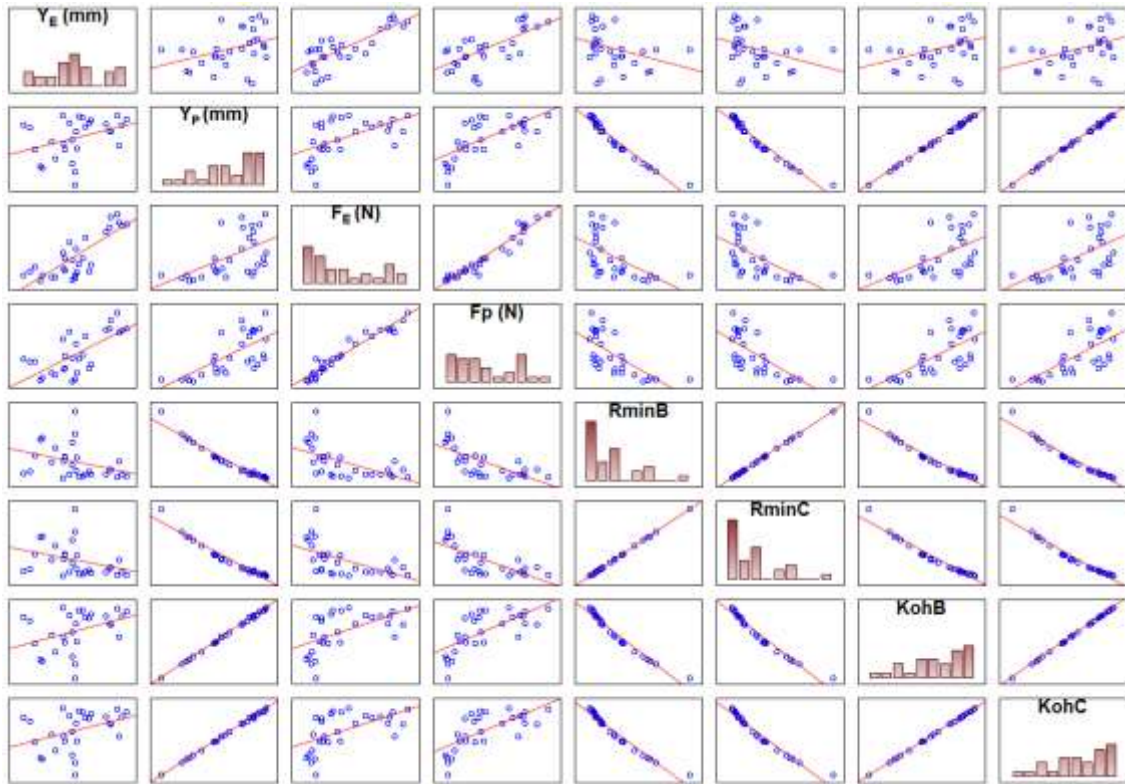 Y_E (mm)
Y_P (mm)
F_E (N)
Fp (N)
RminB
RminC
KohB
KohC